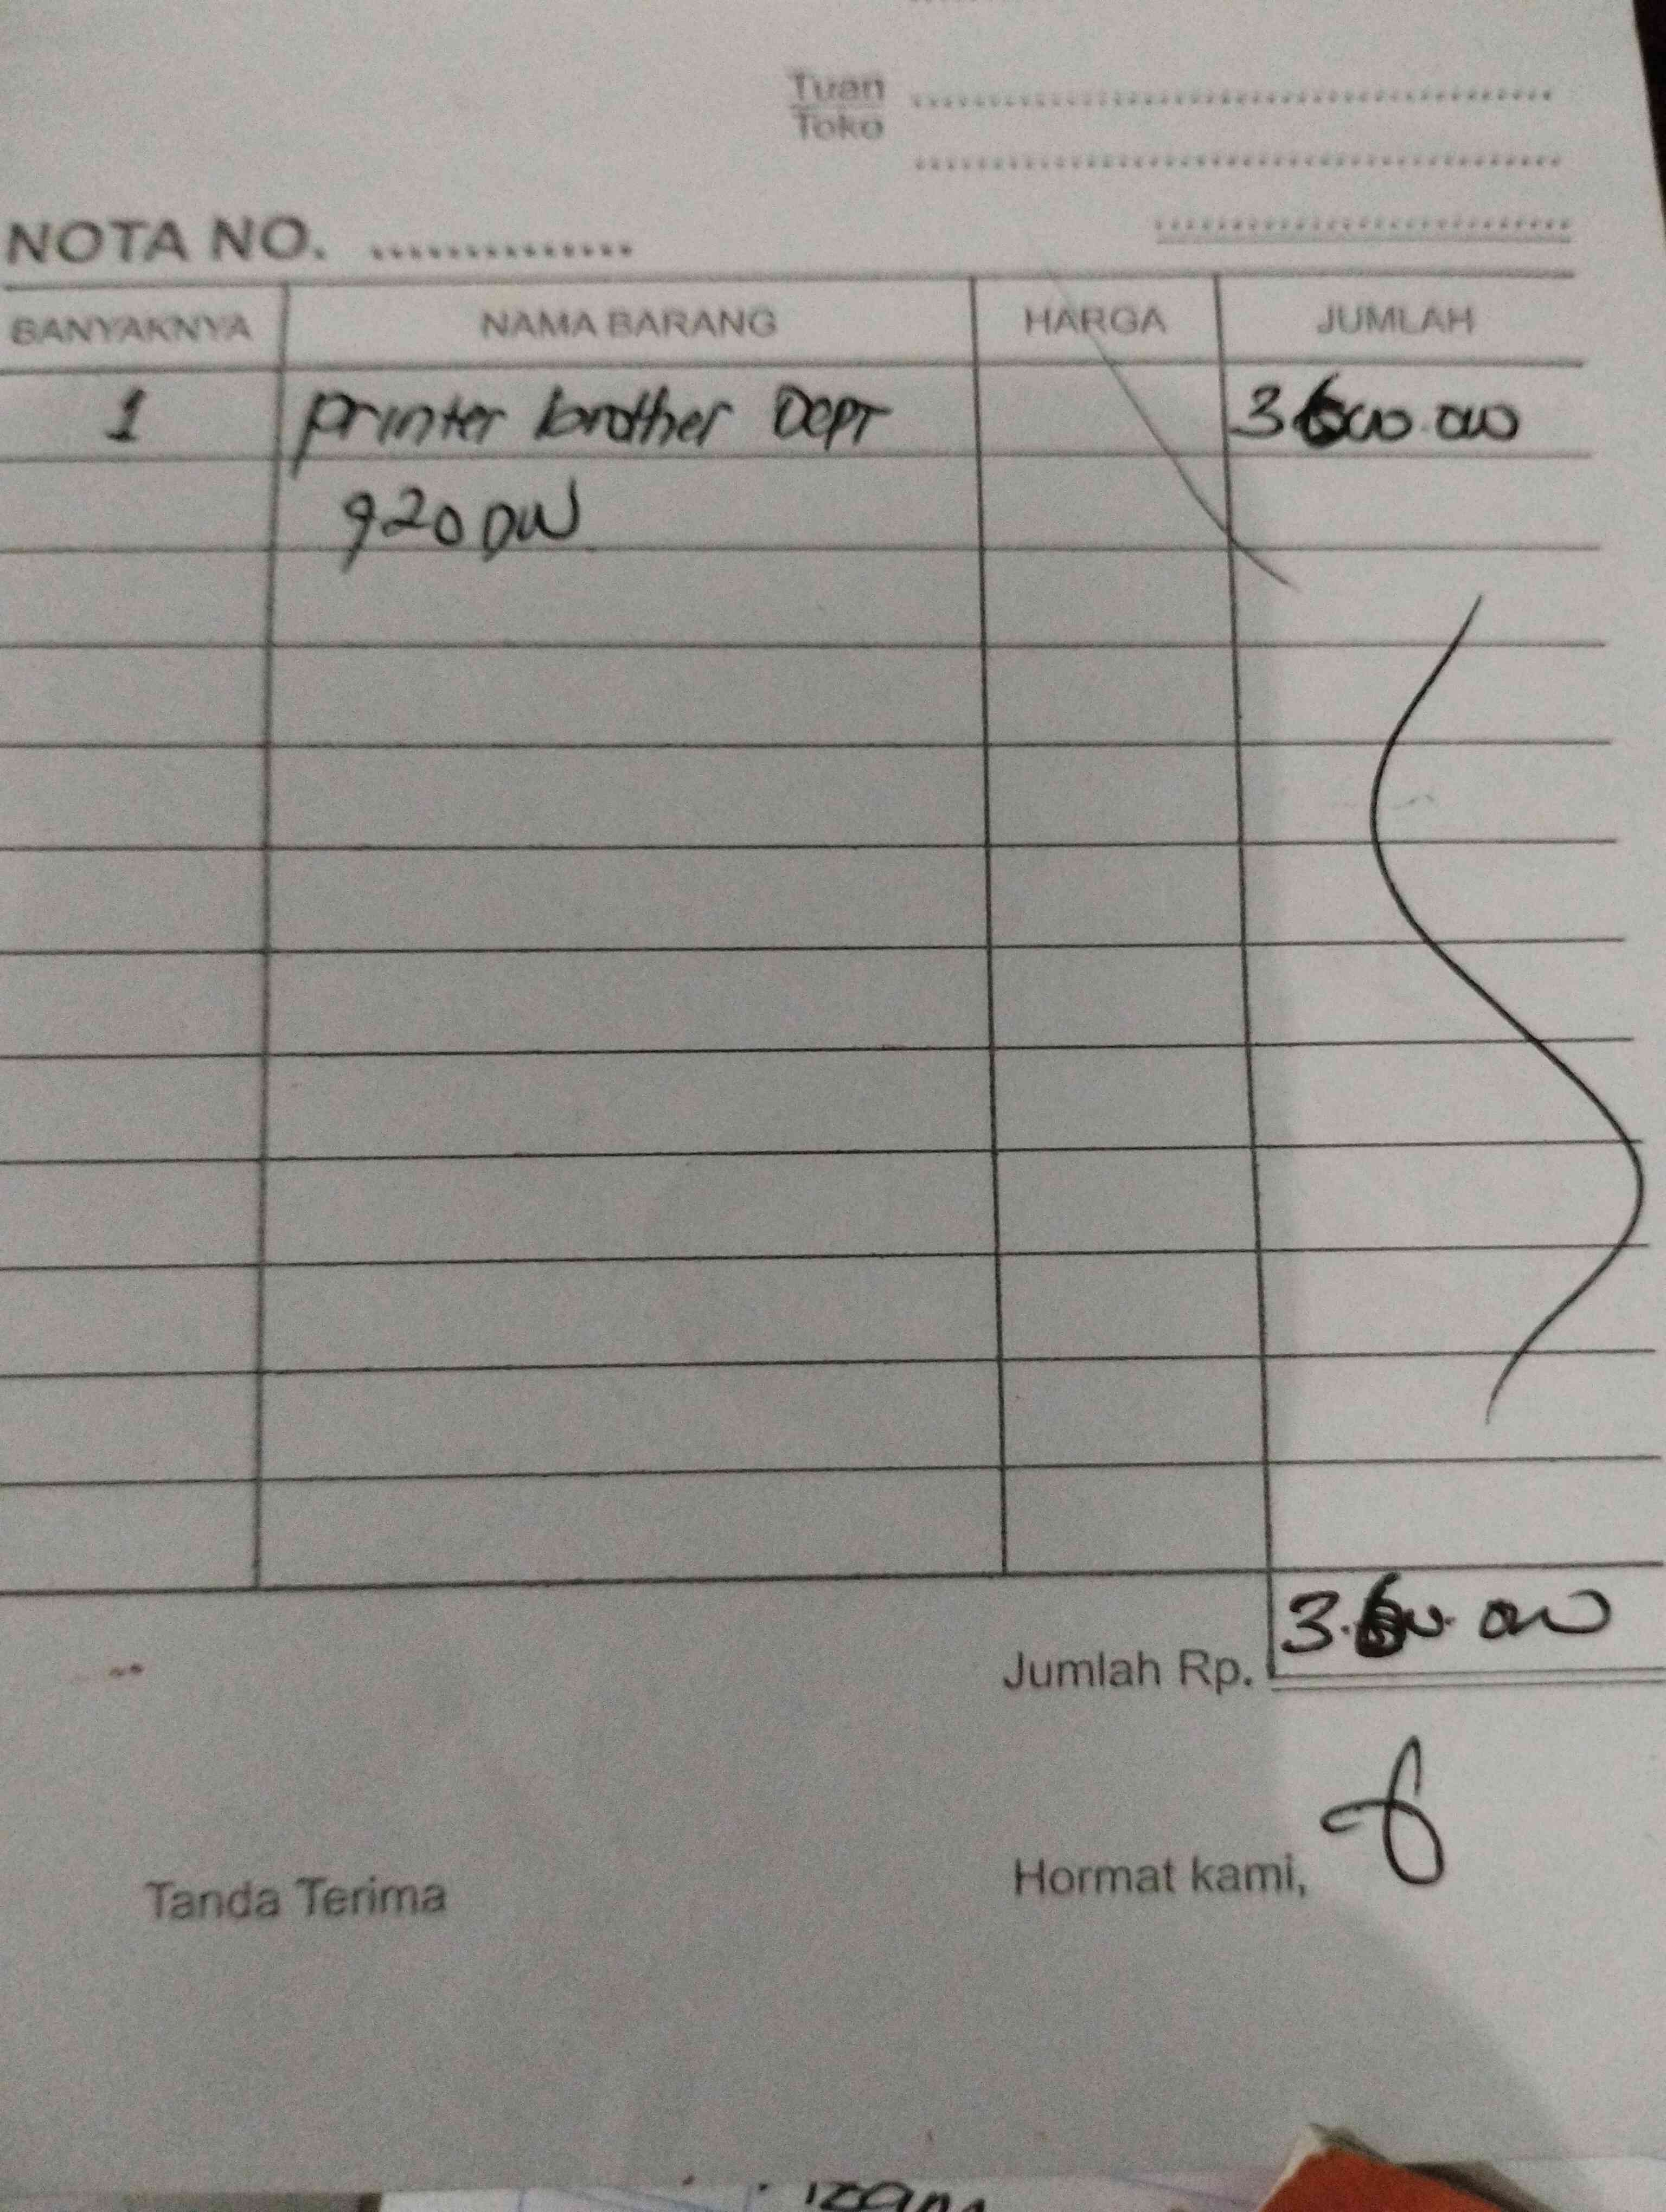 Tuan
Toko
NOTA NO. ..............
BANYAKNYA NAMA BARANG HARGA JUMLAH
1 printer brother DCPT 3.600.000
920 DW
Jumlah Rp. 3.600.000
Tanda Terima Hormat kami,